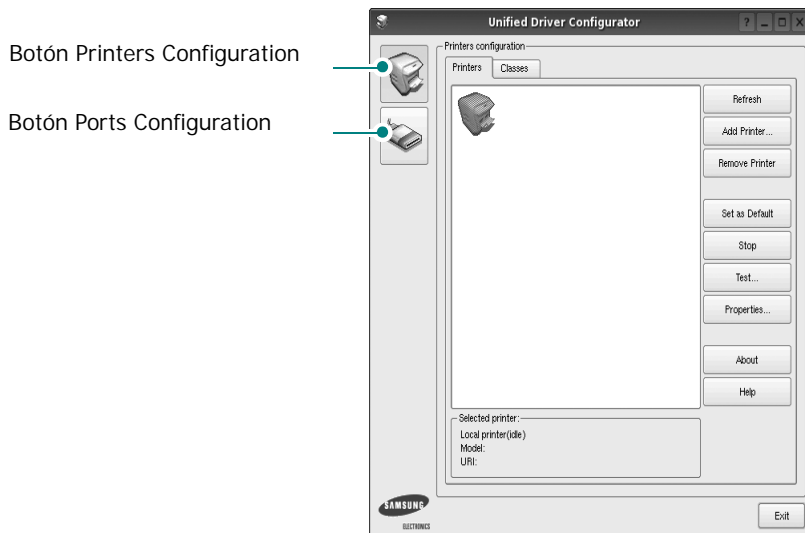 Unified Driver Configurator
Botón Printers Configuration
Botón Ports Configuration
Printers configuration
Printers
Classes
Refresh
Add Printer...
Remove Printer
Set as Default
Stop
Test...
Properties...
About
Help
Selected printer:
Local printer(idle)
Model:
URI:
SAMSUNG
ELECTRONICS
Exit